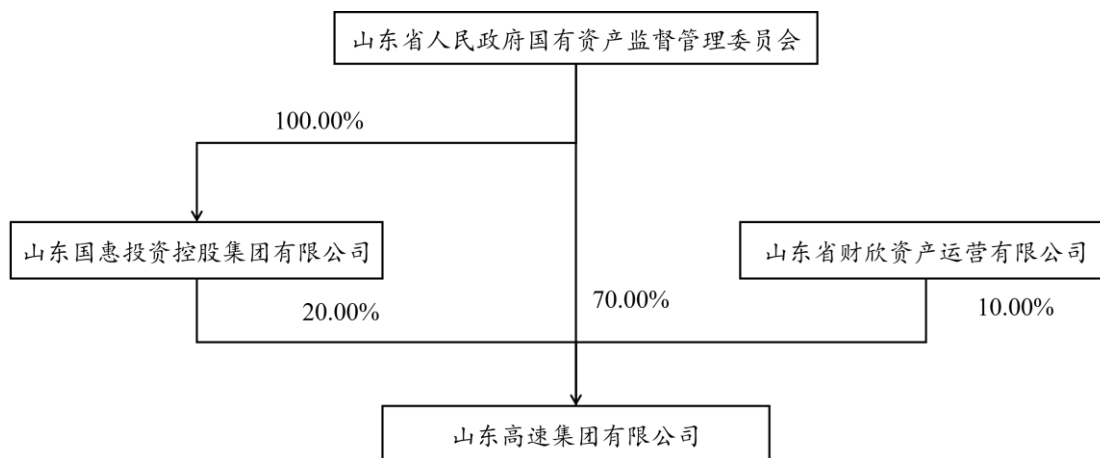 山东省人民政府国有资产监督管理委员会
100.00%
山东国惠投资控股集团有限公司
山东省财欣资产运营有限公司
20.00%
70.00%
10.00%
山东高速集团有限公司